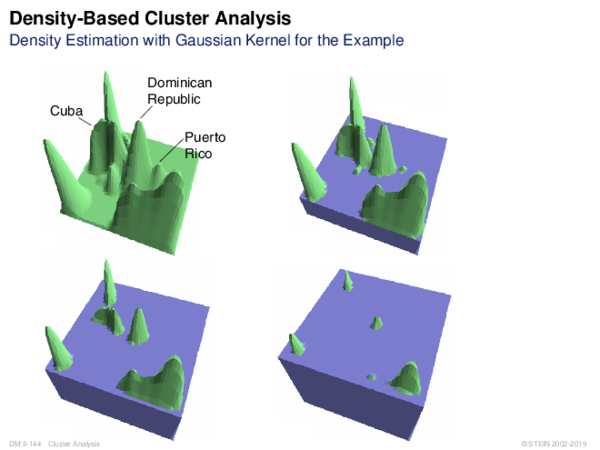 Density-Based Cluster Analysis
Density Estimation with Gaussian Kernel for the Example
Dominican
Republic
Cuba
Puerto
Rico
DM:II-144 Cluster Analysis
© STEIN 2002-2019